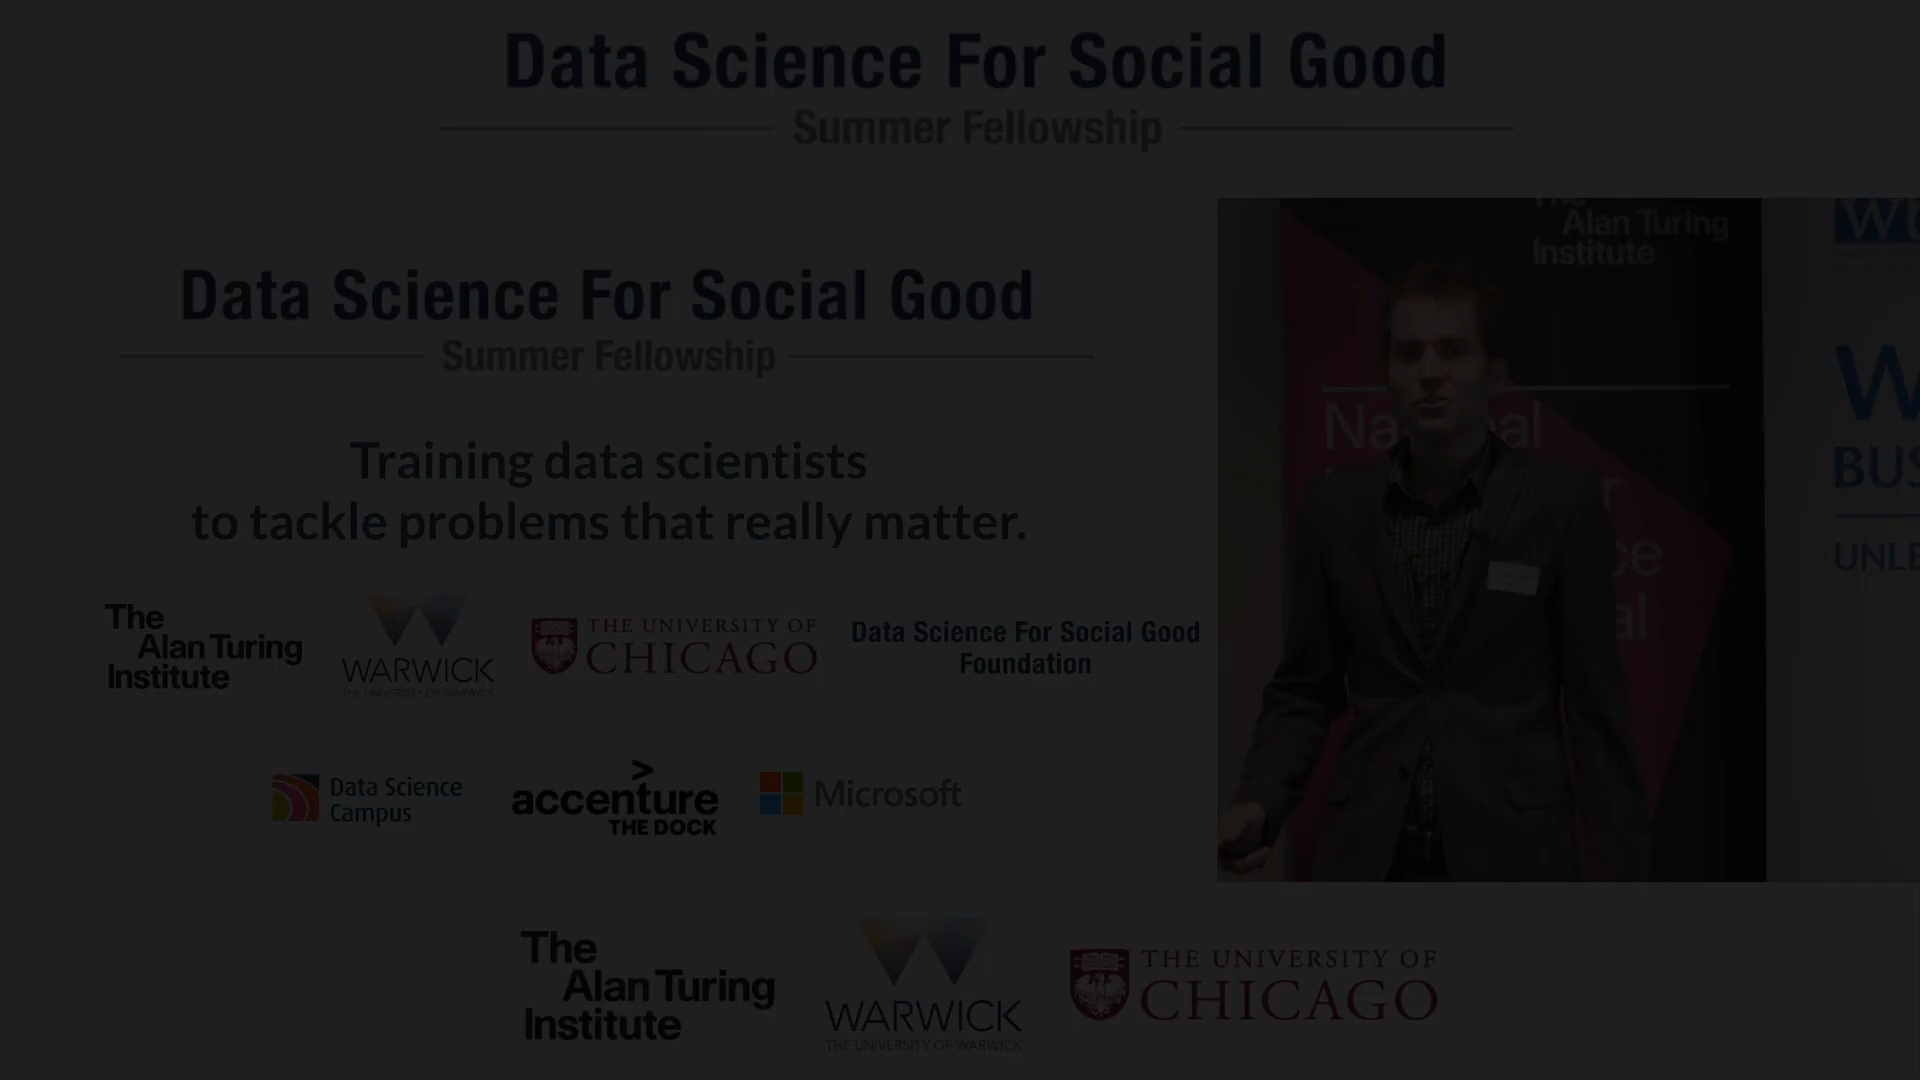 Data Science For Social Good
Summer Fellowship
Data Science For Social Good
Summer Fellowship
Training data scientists
to tackle problems that really matter.
The
Alan Turing
Institute
WARWICK
THE UNIVERSITY OF WARWICK
THE UNIVERSITY OF
CHICAGO
Data Science For Social Good
Foundation
Data Science
Campus
accenture
THE DOCK
Microsoft
The
Alan Turing
Institute
BUS
UNLE
The
Alan Turing
Institute
WARWICK
THE UNIVERSITY OF WARWICK
THE UNIVERSITY OF
CHICAGO